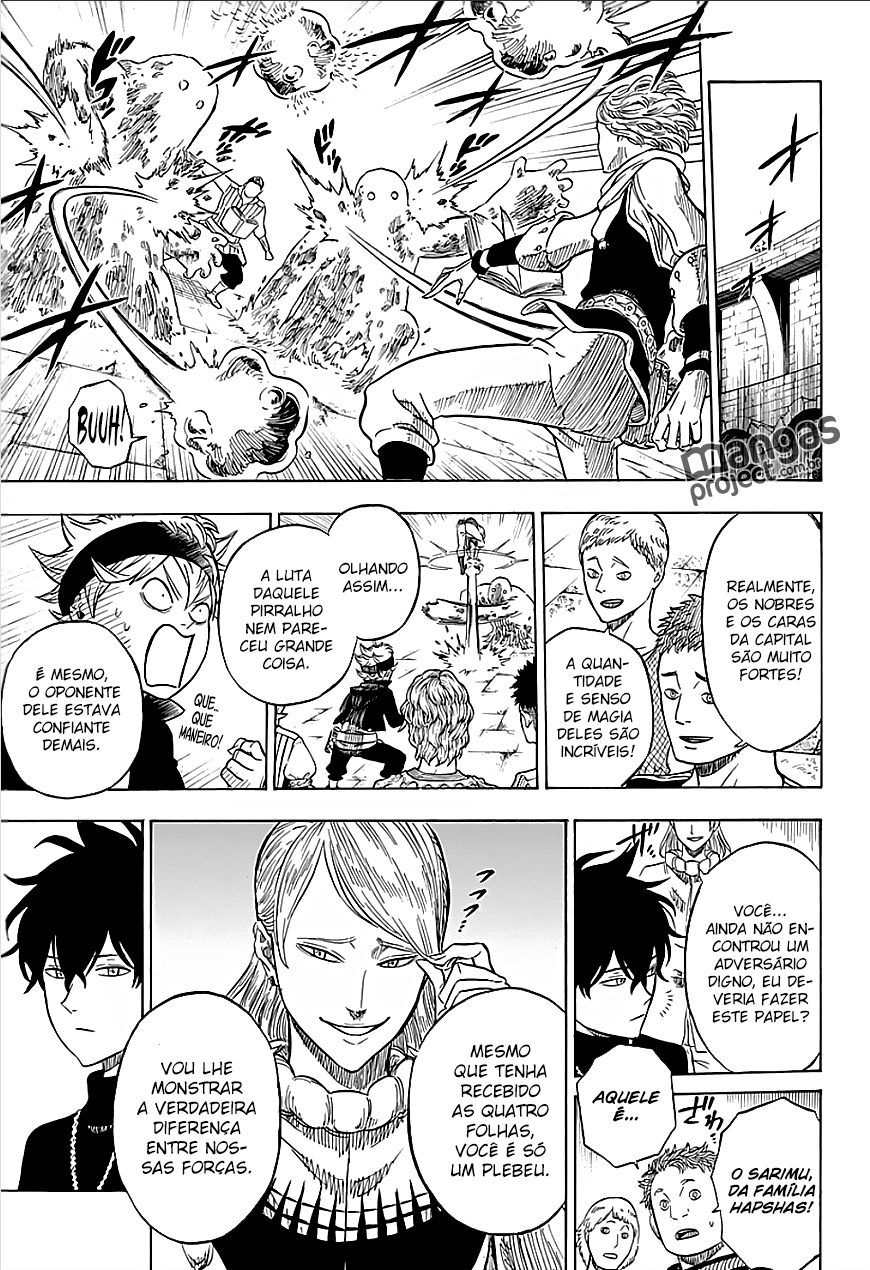 BUUH!
mangas
project.com.br
REALMENTE,
OS NOBRES
E OS CARAS
DA CAPITAL
SÃO MUITO
FORTES!
A QUAN-
TIDADE
E SENSO
DE MAGIA
DELES SÃO
INCRÍVEIS!
OLHANDO
ASSIM...
A LUTA
DAQUELE
PIRRALHO
NEM PARE-
CEU GRANDE
COISA.
QUE..
QUE
MANEIRO!
É MESMO,
O OPONENTE
DELE ESTAVA
CONFIANTE
DEMAIS.
VOCÊ...
AINDA NÃO EN-
CONTROU UM
ADVERSÁRIO
DIGNO, EU DE-
VERIA FAZER
ESTE PAPEL?
AQUELE
É...
O SARIMU,
DA FAMÍLIA
HAPSHAS!
MESMO
QUE TENHA
RECEBIDO
AS QUATRO
FOLHAS,
VOCÊ É SÓ
UM PLEBEU.
VOU LHE
MONSTRAR
A VERDADEIRA
DIFERENÇA
ENTRE NOS-
SAS FORÇAS.